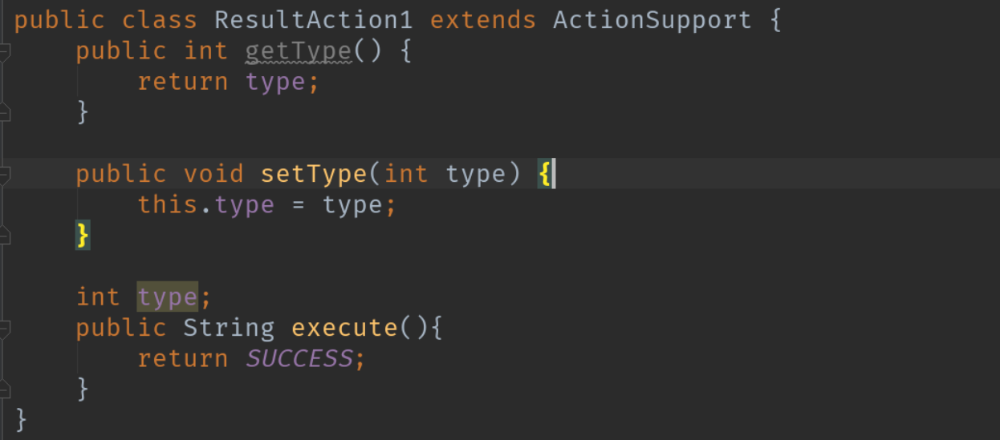 public class ResultAction1 extends ActionSupport {
    public int getType() {
        return type;
    }

    public void setType(int type) {
        this.type = type;
    }

    int type;
    public String execute(){
        return SUCCESS;
    }
}